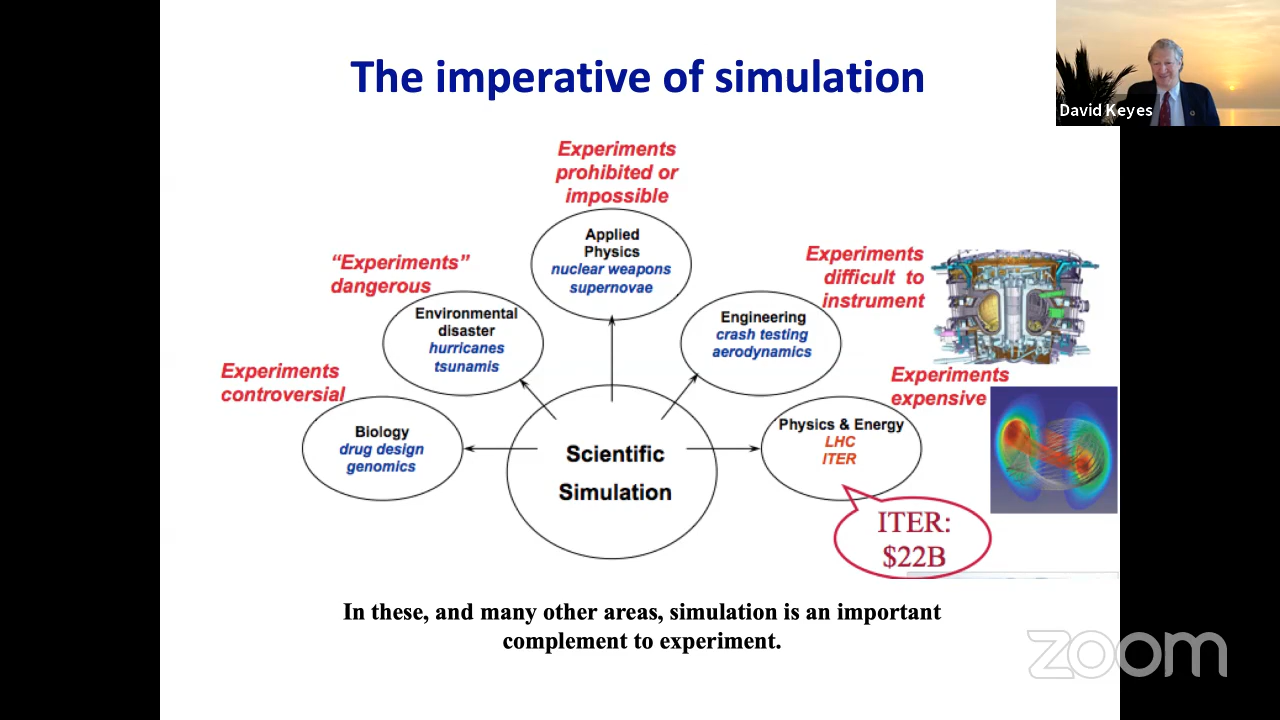 The imperative of simulation
David Keyes
Experiments
prohibited or
impossible
Applied
Physics
nuclear weapons
supernovae
“Experiments”
dangerous
Environmental
disaster
hurricanes
tsunamis
Experiments
difficult to
instrument
Engineering
crash testing
aerodynamics
Experiments
controversial
Biology
drug design
genomics
Experiments
expensive
Physics & Energy
LHC
ITER
Scientific
Simulation
ITER:
$22B
In these, and many other areas, simulation is an important
complement to experiment.
zoom